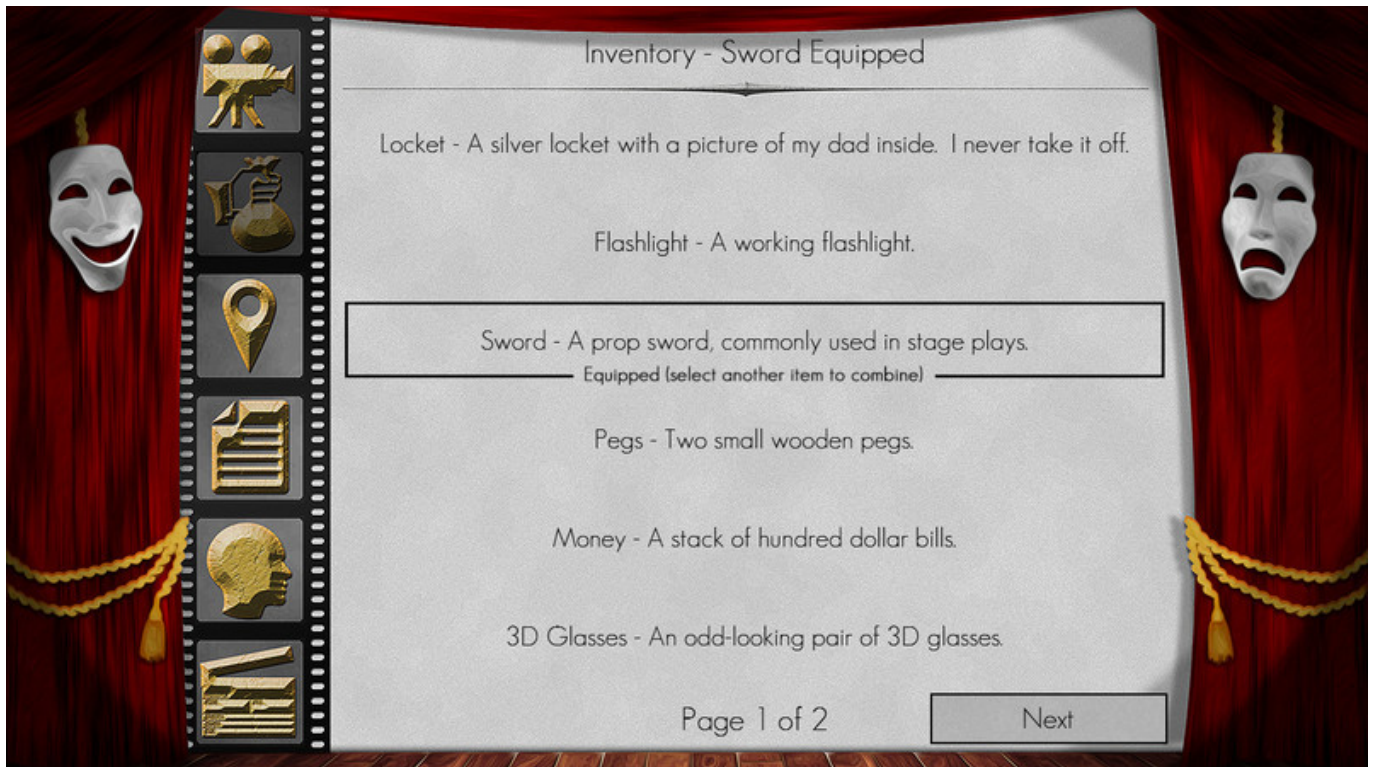 Inventory - Sword Equipped
Locket - A silver locket with a picture of my dad inside. I never take it off.
Flashlight - A working flashlight.
Sword - A prop sword, commonly used in stage plays.
Equipped (select another item to combine)
Pegs - Two small wooden pegs.
Money - A stack of hundred dollar bills.
3D Glasses - An odd-looking pair of 3D glasses.
Page 1 of 2
Next